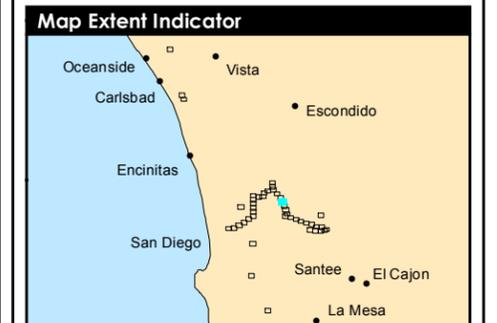 Map Extent Indicator
Oceanside
Vista
Carlsbad
Escondido
Encinitas
San Diego
Santee
El Cajon
La Mesa